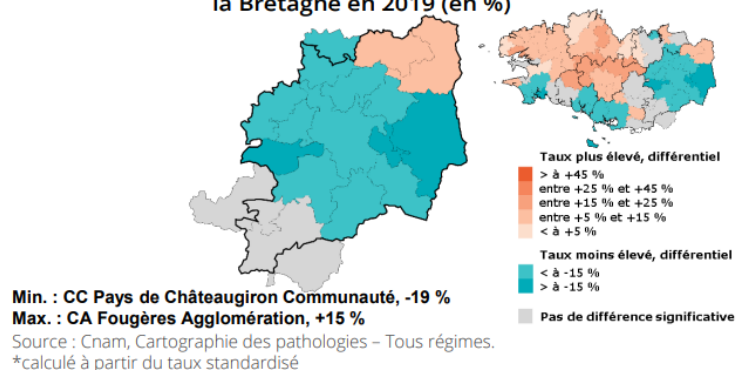 la Bretagne en 2019 (en %)
Taux plus élevé, différentiel
> à +45 %
entre +25 % et +45 %
entre +15 % et +25 %
entre +5 % et +15 %
< à +5 %
Taux moins élevé, différentiel
< à -15 %
> à -15 %
Pas de différence significative
Min. : CC Pays de Châteaugiron Communauté, -19 %
Max. : CA Fougères Agglomération, +15 %
Source : Cnam, Cartographie des pathologies – Tous régimes.
*calculé à partir du taux standardisé